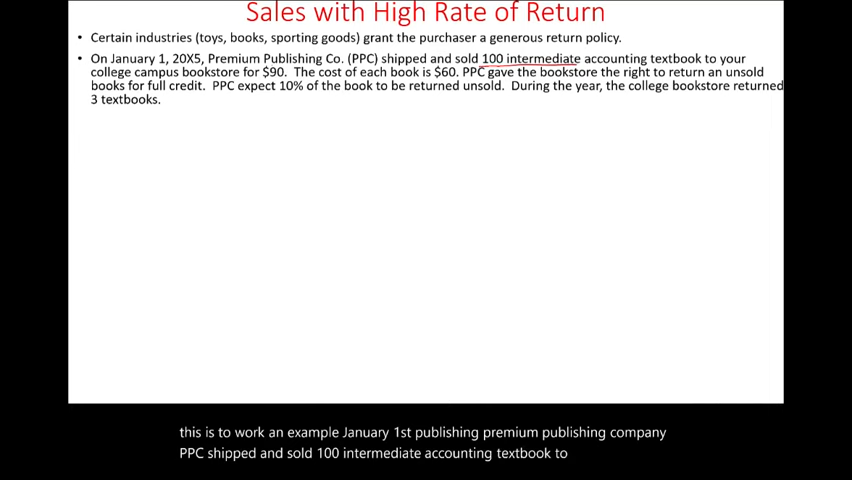 Sales with High Rate of Return
• Certain industries (toys, books, sporting goods) grant the purchaser a generous return policy.
• On January 1, 20X5, Premium Publishing Co. (PPC) shipped and sold 100 intermediate accounting textbook to your
college campus bookstore for $90. The cost of each book is $60. PPC gave the bookstore the right to return an unsold
books for full credit. PPC expect 10% of the book to be returned unsold. During the year, the college bookstore returned
3 textbooks.
this is to work an example January 1st publishing premium publishing company
PPC shipped and sold 100 intermediate accounting textbook to